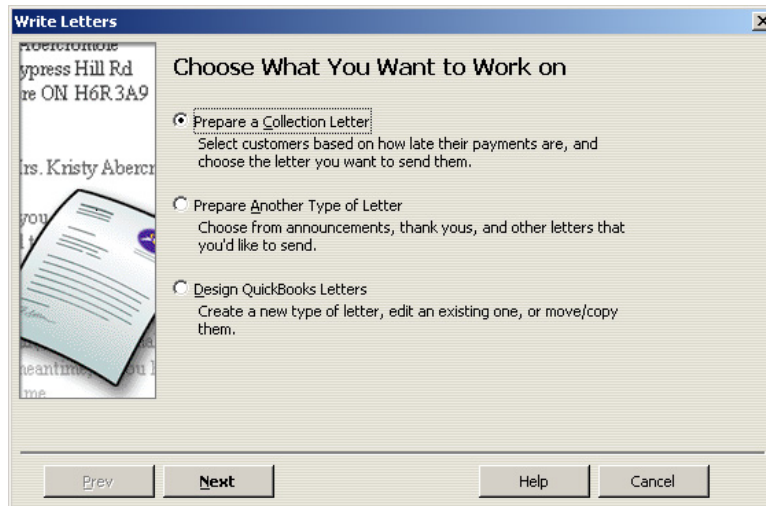 Write Letters
ypress Hill Rd
re ON H6R3A9
Choose What You Want to Work on
Prepare a Collection Letter
Select customers based on how late their payments are, and
choose the letter you want to send them.
rs. Kristy Abercr
Prepare Another Type of Letter
Choose from announcements, thank yous, and other letters that
you'd like to send.
you
Design QuickBooks Letters
Create a new type of letter, edit an existing one, or move/copy
them.
Prev
Next
Help
Cancel